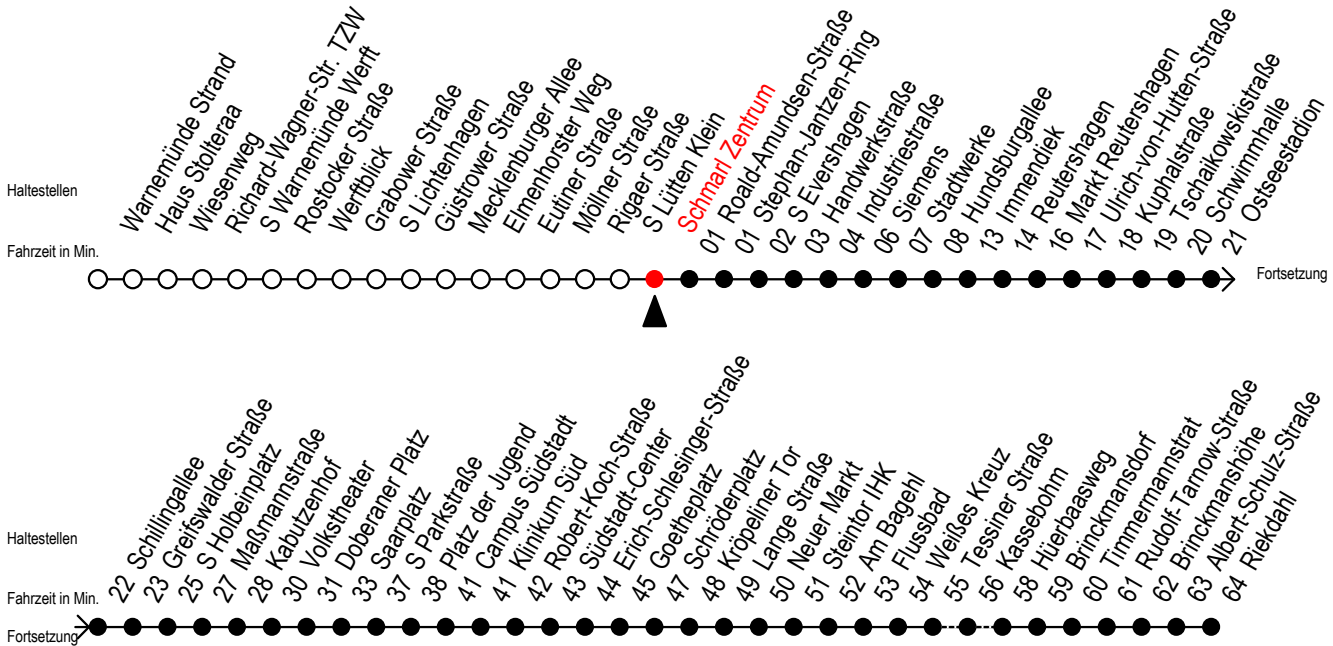 Haltestellen
Warnemünde Strand
Haus Stolteraa
Wiesenweg
Richard-Wagner-Str. TZW
S Warnemünde Werft
Rostocker Straße
Werftblick
Grabower Straße
S Lichtenhagen
Güstrower Straße
Mecklenburger Allee
Elmenhorster Weg
Eutiner Straße
Möllner Straße
Rigaer Straße
S Lütten Klein
Schmarl Zentrum
Fahrzeit in Min.
01 Roald-Amundsen-Straße
01 Stephan-Jantzen-Ring
02 S Evershagen
03 Handwerkstraße
04 Industriestraße
06 Siemens
07 Stadtwerke
08 Hundsburgallee
13 Immendiek
14 Reutershagen
16 Markt Reutershagen
17 Ulrich-von-Hutten-Straße
18 Kuphalstraße
19 Tschaikowskistraße
20 Schwimmhalle
21 Ostseestadion
Fortsetzung
Haltestellen
Fahrzeit in Min.
Fortsetzung
22 Schillingallee
23 Greifswalder Straße
25 S Holbeinplatz
27 Maßmannstraße
28 Kabutzenhof
30 Volkstheater
31 Doberaner Platz
33 Saarplatz
37 S Parkstraße
38 Platz der Jugend
41 Campus Südstadt
41 Klinikum Süd
42 Robert-Koch-Straße
43 Südstadt-Center
44 Erich-Schlesinger-Straße
45 Goetheplatz
47 Schröderplatz
48 Kröpeliner Tor
49 Lange Straße
50 Neuer Markt
51 Steintor IHK
52 Am Bagehl
53 Flussbad
54 Weißes Kreuz
55 Tessiner Straße
56 Kassebohm
58 Hüerbaasweg
59 Brinckmansdorf
60 Timmermannstrat
61 Rudolf-Tarnow-Straße
62 Brinckmanshöhe
63 Albert-Schulz-Straße
64 Riekdahl